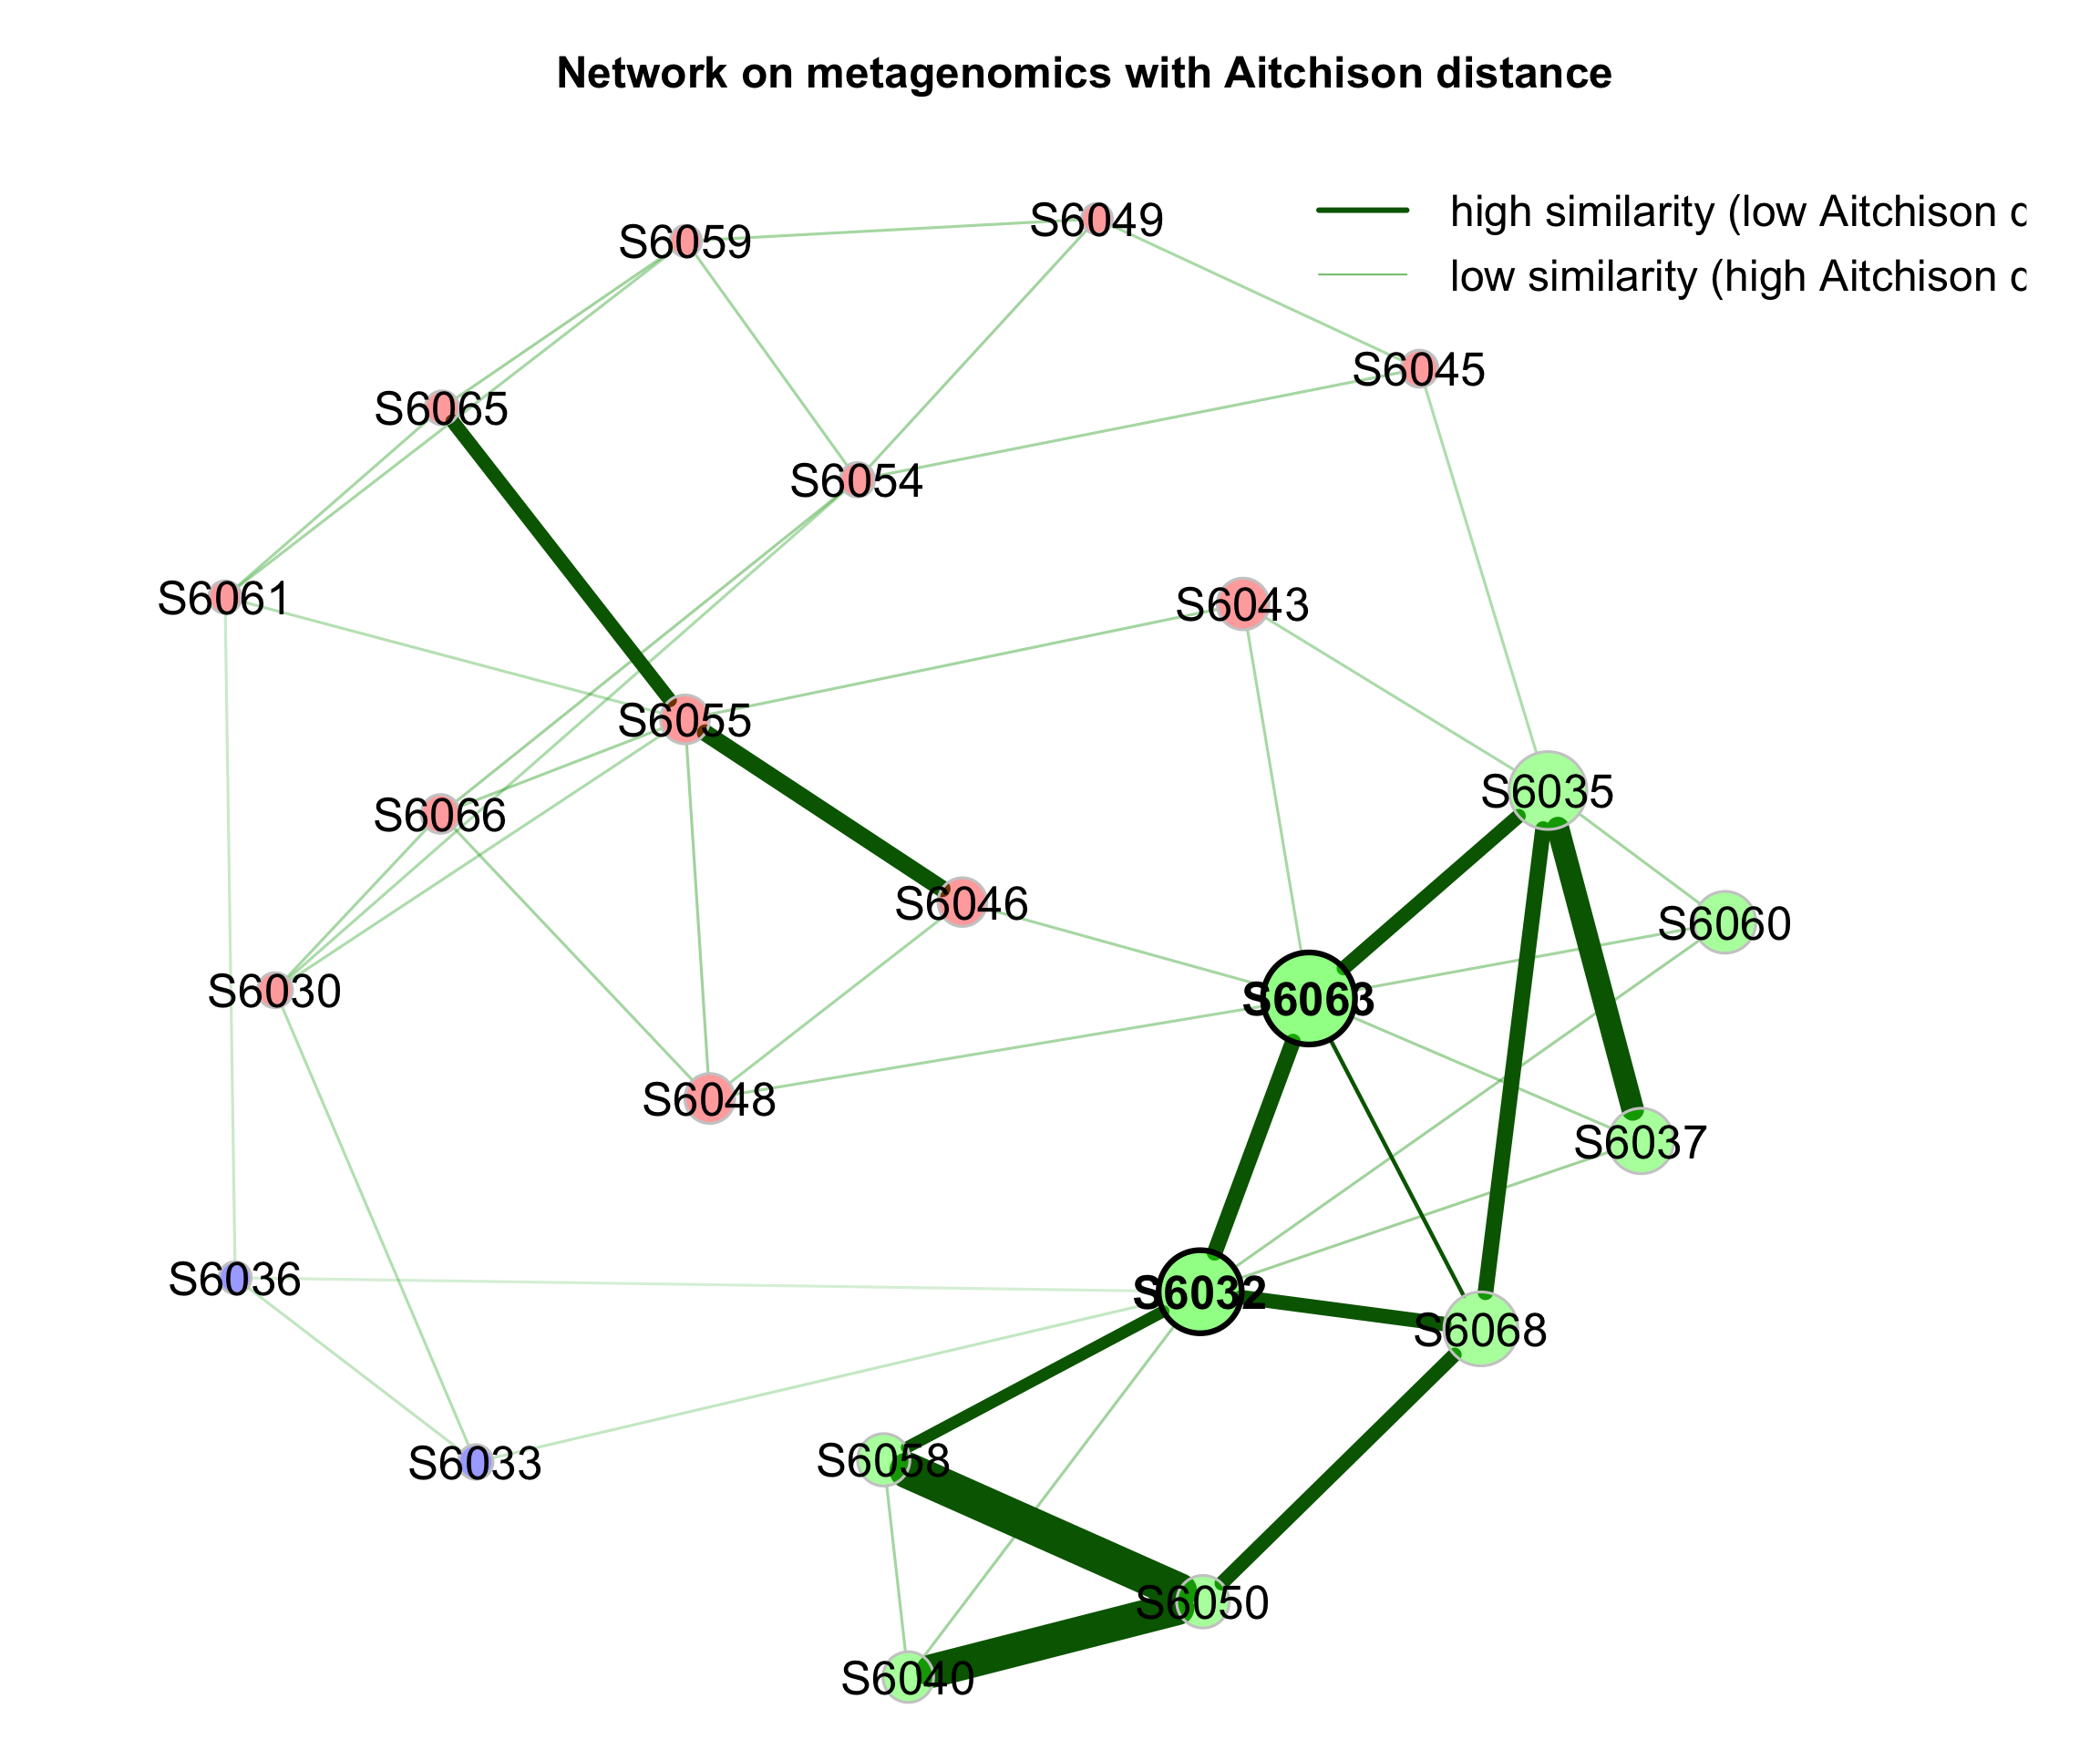 Network on metagenomics with Aitchison distance
high similarity (low Aitchison
low similarity (high Aitchison
S6059
S6049
S6045
S6065
S6054
S6061
S6043
S6055
S6035
S6066
S6046
S6060
S6030
S6063
S6048
S6037
S6036
S6032
S6068
S6058
S6033
S6050
S6040